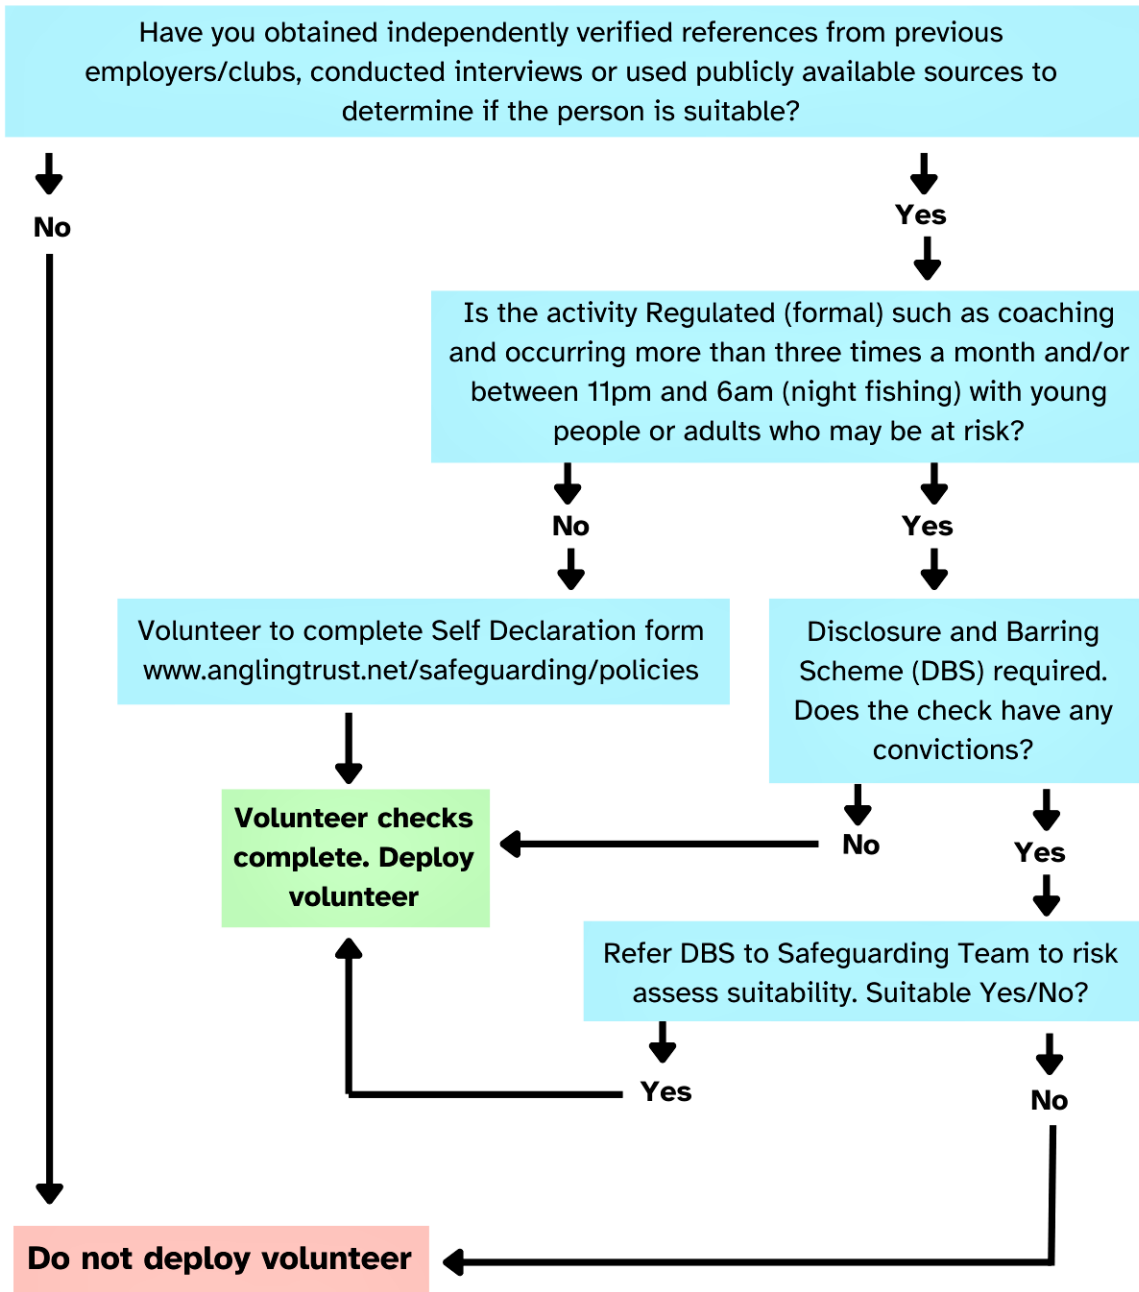 Have you obtained independently verified references from previous
employers/clubs, conducted interviews or used publicly available sources to
determine if the person is suitable?
No
Yes
Is the activity Regulated (formal) such as coaching
and occurring more than three times a month and/or
between 11pm and 6am (night fishing) with young
people or adults who may be at risk?
No
Yes
Volunteer to complete Self Declaration form
www.anglingtrust.net/safeguarding/policies
Disclosure and Barring
Scheme (DBS) required.
Does the check have any
convictions?
Volunteer checks
complete. Deploy
volunteer
No
Yes
Refer DBS to Safeguarding Team to risk
assess suitability. Suitable Yes/No?
Yes
No
Do not deploy volunteer